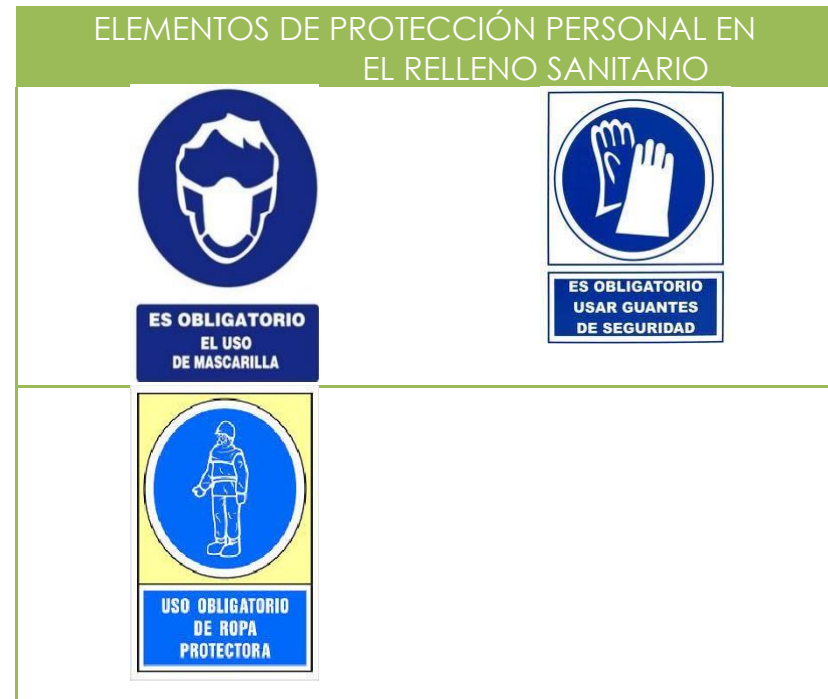 ELEMENTOS DE PROTECCIÓN PERSONAL EN
EL RELLENO SANITARIO
ES OBLIGATORIO
EL USO
DE MASCARILLA
ES OBLIGATORIO
USAR GUANTES
DE SEGURIDAD
USO OBLIGATORIO
DE ROPA
PROTECTORA